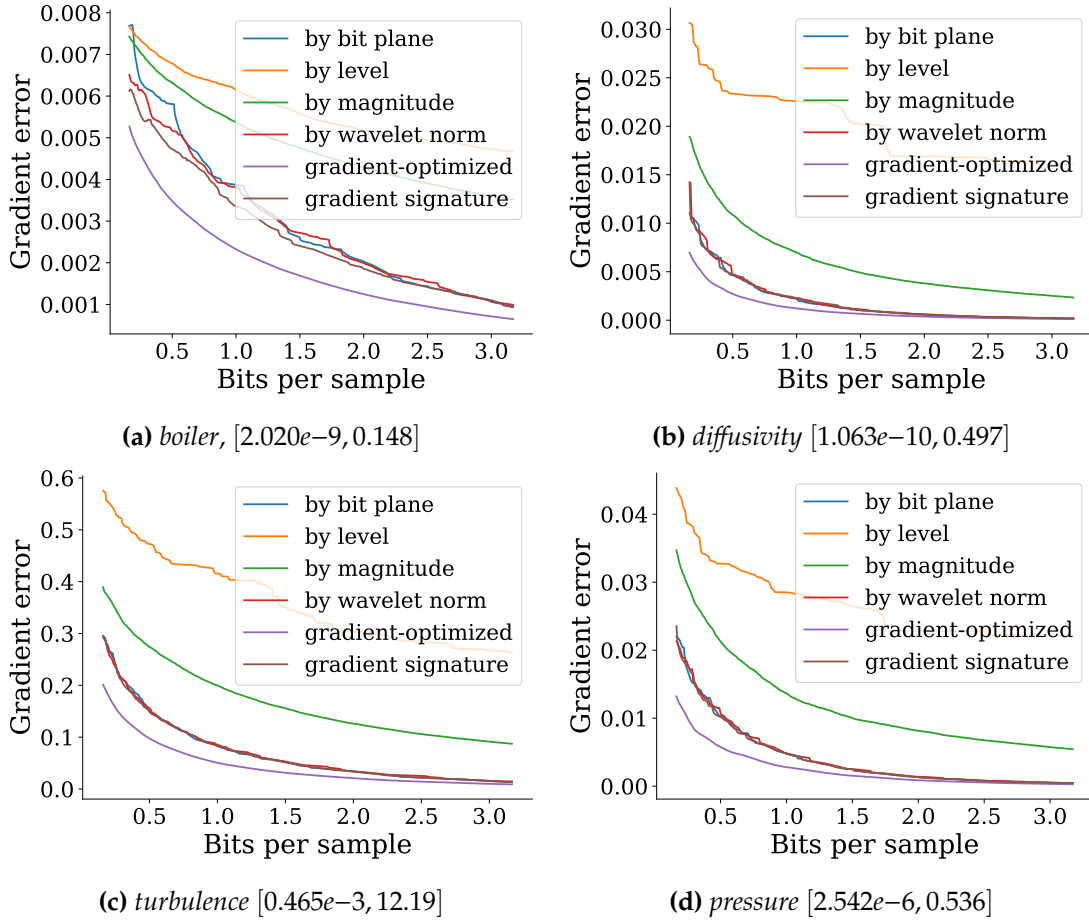 0.008
0.007
0.006
0.005
0.004
0.003
0.002
0.001
Gradient error
by bit plane
by level
by magnitude
by wavelet norm
gradient-optimized
gradient signature
0.5 1.0 1.5 2.0 2.5 3.0
Bits per sample
(a) boiler, [2.020e−9, 0.148]
0.030
0.025
0.020
0.015
0.010
0.005
0.000
Gradient error
by bit plane
by level
by magnitude
by wavelet norm
gradient-optimized
gradient signature
0.5 1.0 1.5 2.0 2.5 3.0
Bits per sample
(b) diffusivity [1.063e−10, 0.497]
0.6
0.5
0.4
0.3
0.2
0.1
0.0
Gradient error
by bit plane
by level
by magnitude
by wavelet norm
gradient-optimized
gradient signature
0.5 1.0 1.5 2.0 2.5 3.0
Bits per sample
(c) turbulence [0.465e−3, 12.19]
0.04
0.03
0.02
0.01
0.00
Gradient error
by bit plane
by level
by magnitude
by wavelet norm
gradient-optimized
gradient signature
0.5 1.0 1.5 2.0 2.5 3.0
Bits per sample
(d) pressure [2.542e−6, 0.536]